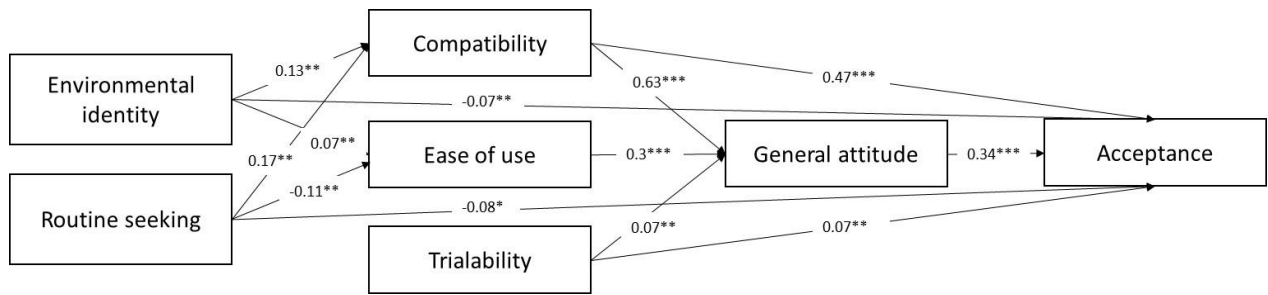 Compatibility
Environmental
identity
0.13**
0.63***
0.47***
-0.07**
0.07**
Ease of use
0.3***
General attitude
0.34***
Acceptance
0.17**
-0.11**
Routine seeking
-0.08*
0.07**
0.07**
Trialability